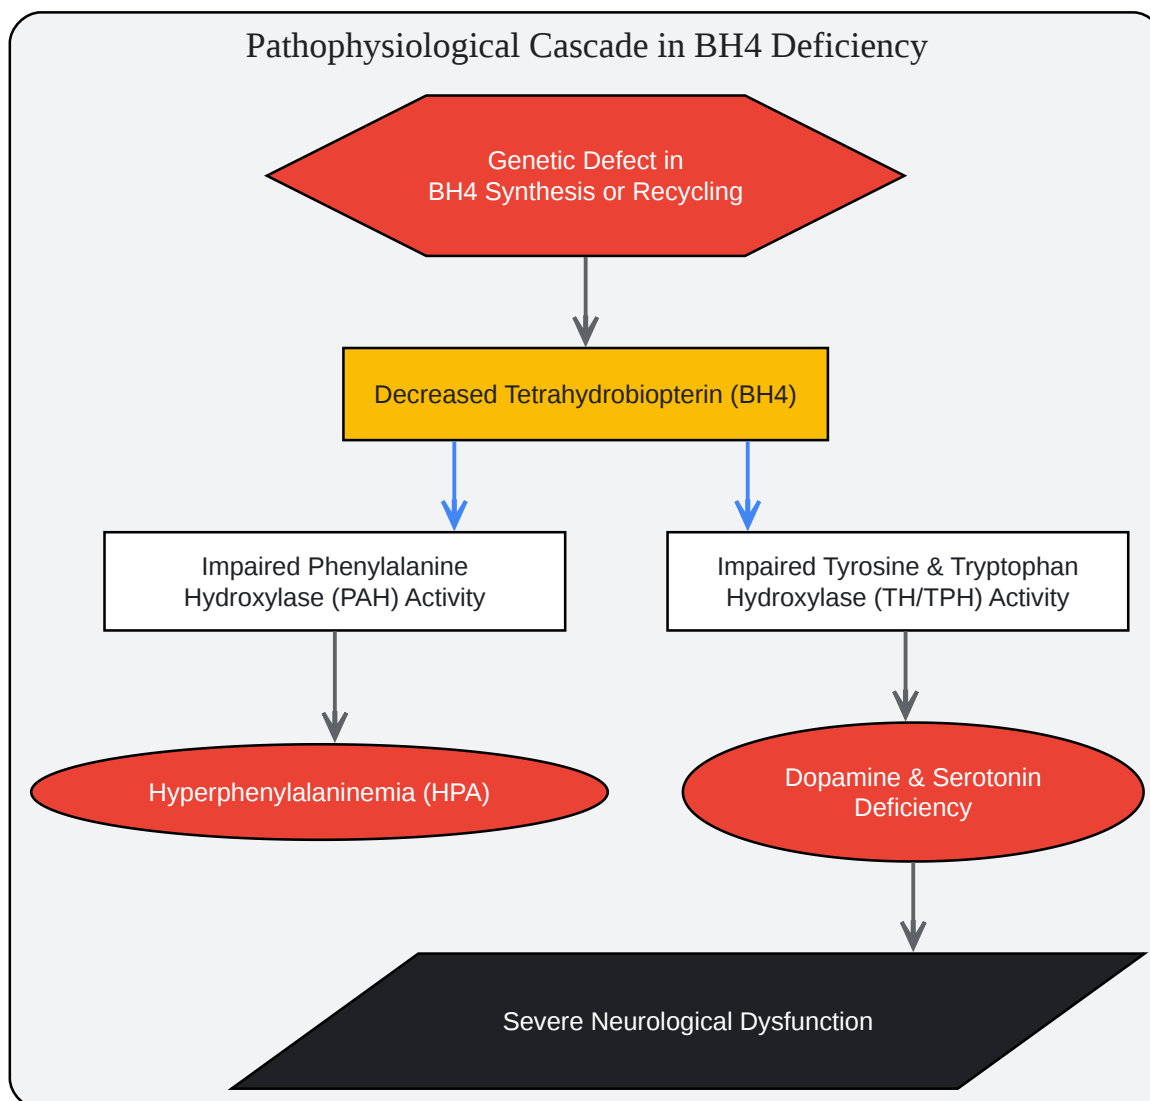 Pathophysiological Cascade in BH4 Deficiency
Genetic Defect in
BH4 Synthesis or Recycling
Decreased Tetrahydrobiopterin (BH4)
Impaired Phenylalanine
Hydroxylase (PAH) Activity
Impaired Tyrosine & Tryptophan
Hydroxylase (TH/TPH) Activity
Hyperphenylalaninemia (HPA)
Dopamine & Serotonin
Deficiency
Severe Neurological Dysfunction